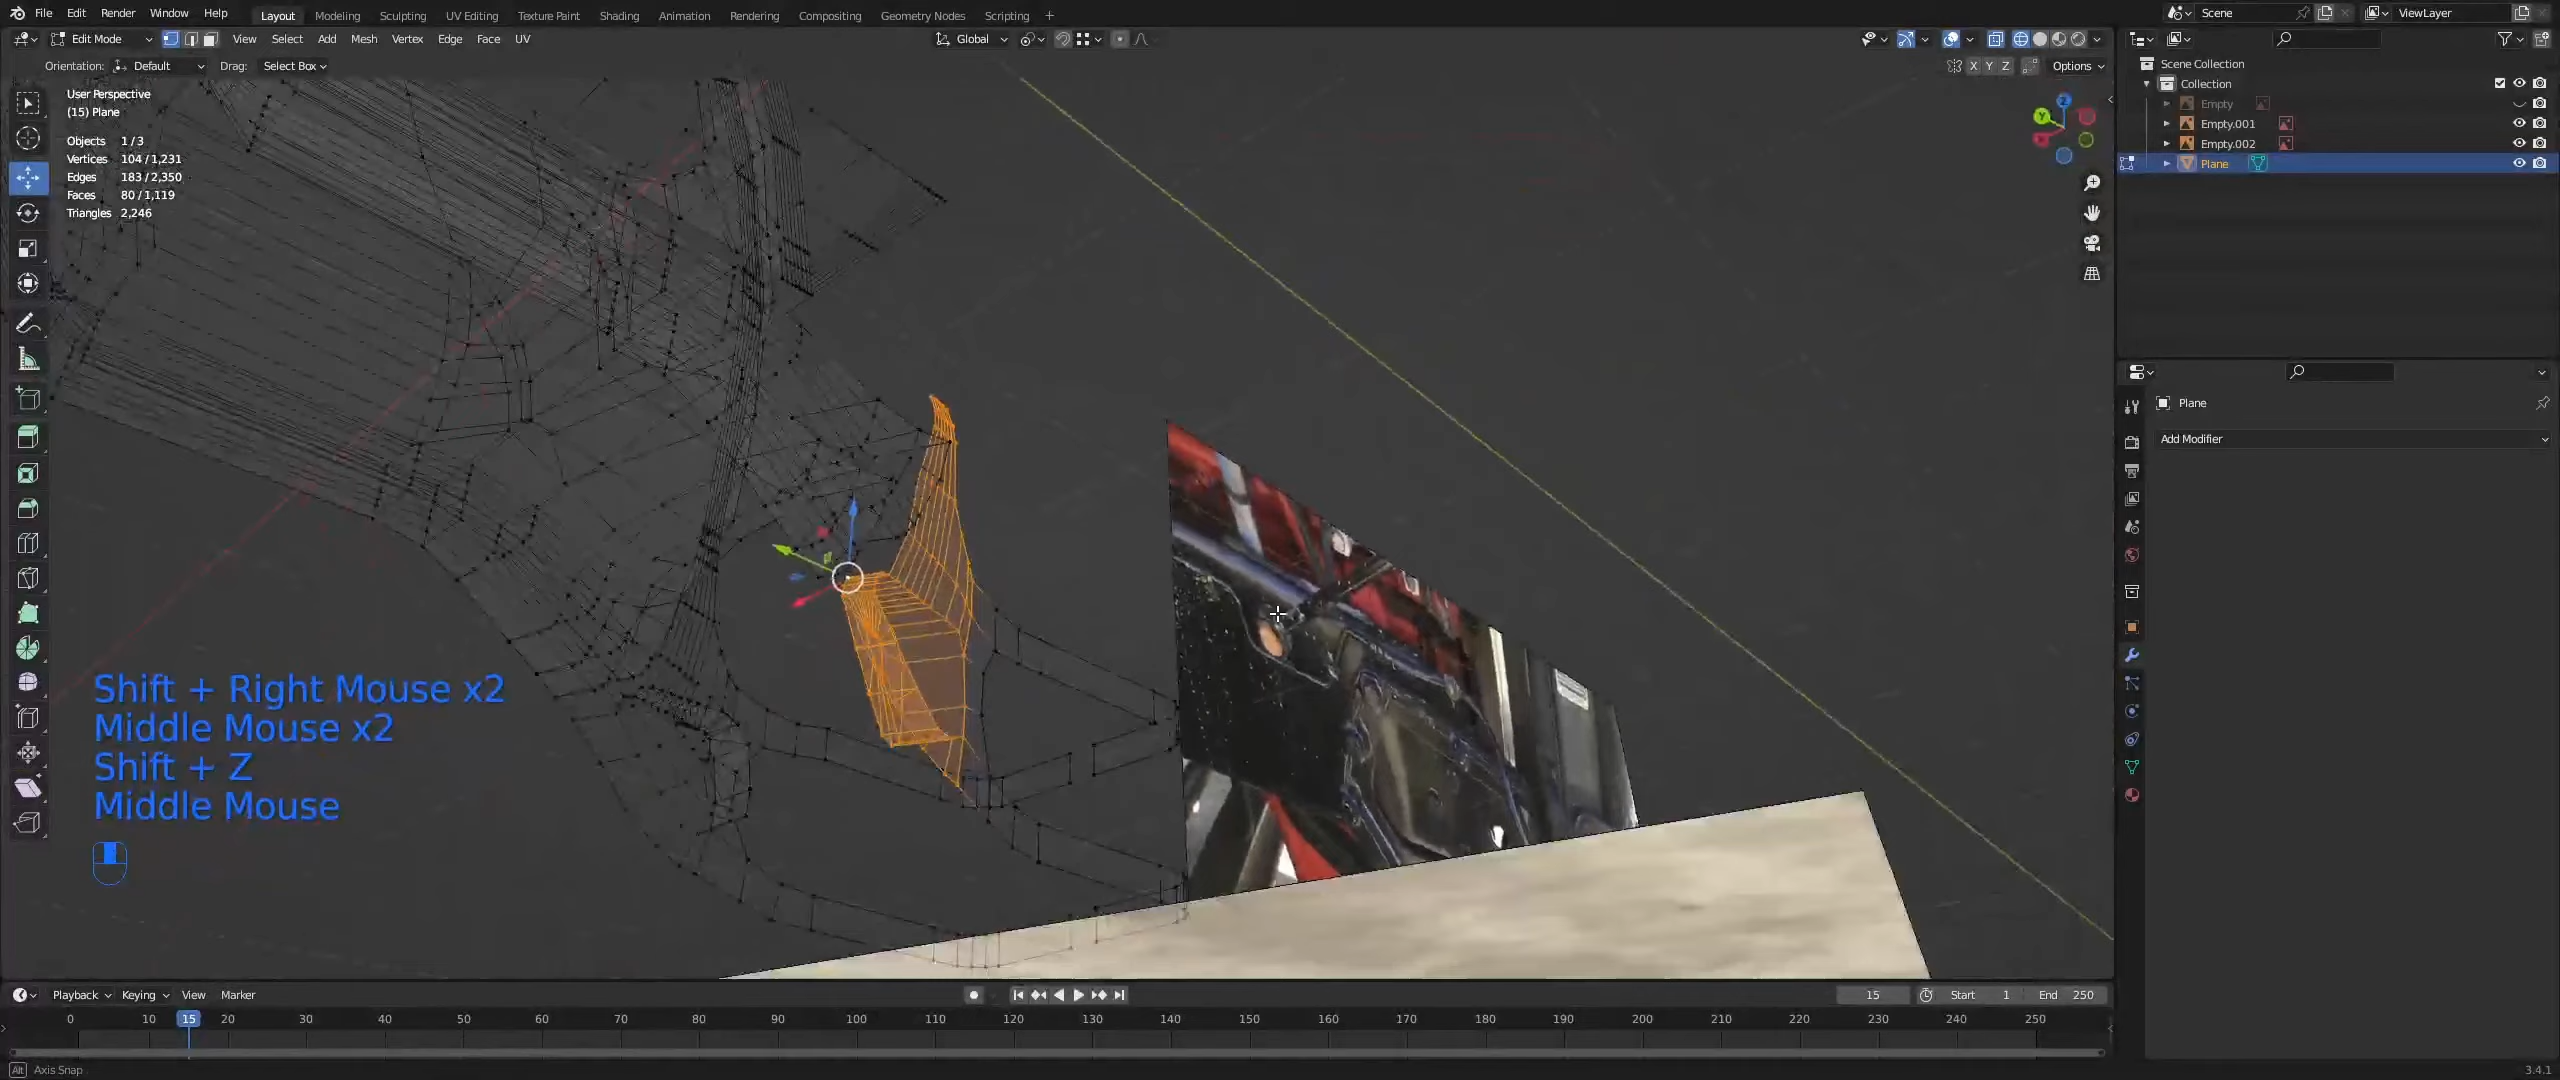 File Edit Render Window Help Layout Modeling Sculpting UV Editing Texture Paint Shading Animation Rendering Compositing Geometry Nodes Scripting + Scene ViewLayer
Edit Mode View Select Add Mesh Vertex Edge Face UV Global
Orientation: Default Drag: Select Box X Y Z Options
User Perspective
(15) Plane
Objects 1 / 3
Vertices 104 / 1,231
Edges 183 / 2,350
Faces 80 / 1,119
Triangles 2,246
Z
Y
X
Scene Collection
Collection
Empty
Empty.001
Empty.002
Plane
Plane
Add Modifier
Shift + Right Mouse x2
Middle Mouse x2
Shift + Z
Middle Mouse
Playback Keying View Marker 15 Start 1 End 250
0 10 15 20 30 40 50 60 70 80 90 100 110 120 130 140 150 160 170 180 190 200 210 220 230 240 250
Alt Axis Snap 3.4.1